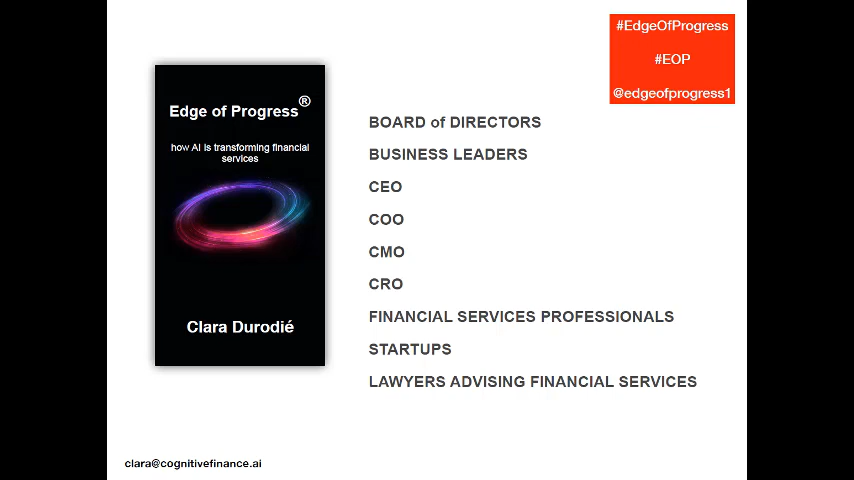 #EdgeOfProgress
#EOP
@edgeofprogress1
Edge of Progress®
how AI is transforming financial
services
Clara Durodié
BOARD of DIRECTORS
BUSINESS LEADERS
CEO
COO
CMO
CRO
FINANCIAL SERVICES PROFESSIONALS
STARTUPS
LAWYERS ADVISING FINANCIAL SERVICES
clara@cognitivefinance.ai